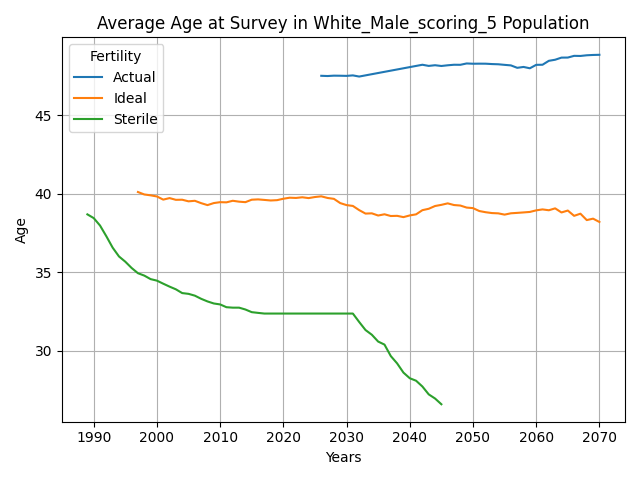 Average Age at Survey in White_Male_scoring_5 Population
Fertility
Actual
Ideal
Sterile
45
40
35
30
Age
1990 2000 2010 2020 2030 2040 2050 2060 2070
Years